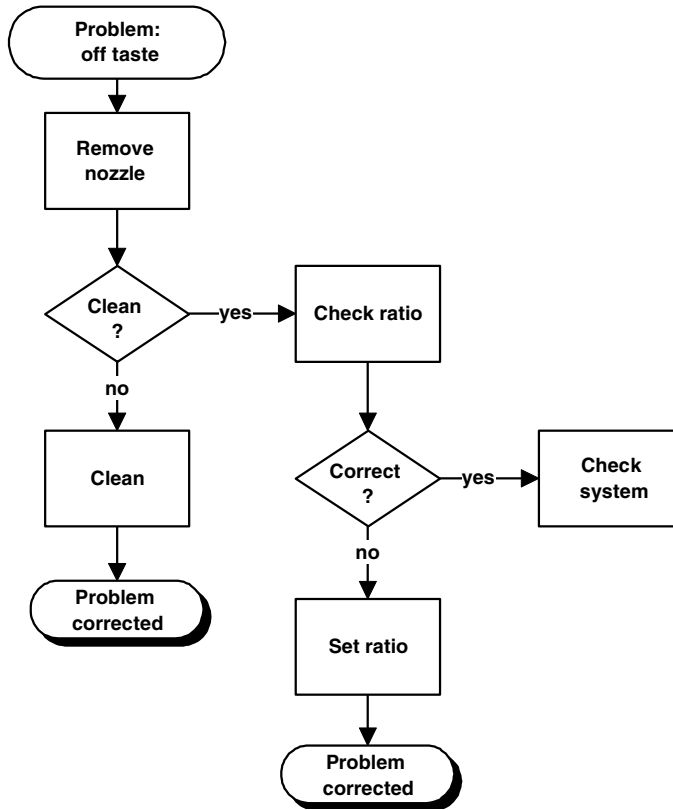 Problem:
off taste
Remove
nozzle
Clean
?
yes
Check ratio
no
Clean
Correct
?
yes
Check
system
no
Problem
corrected
Set ratio
Problem
corrected